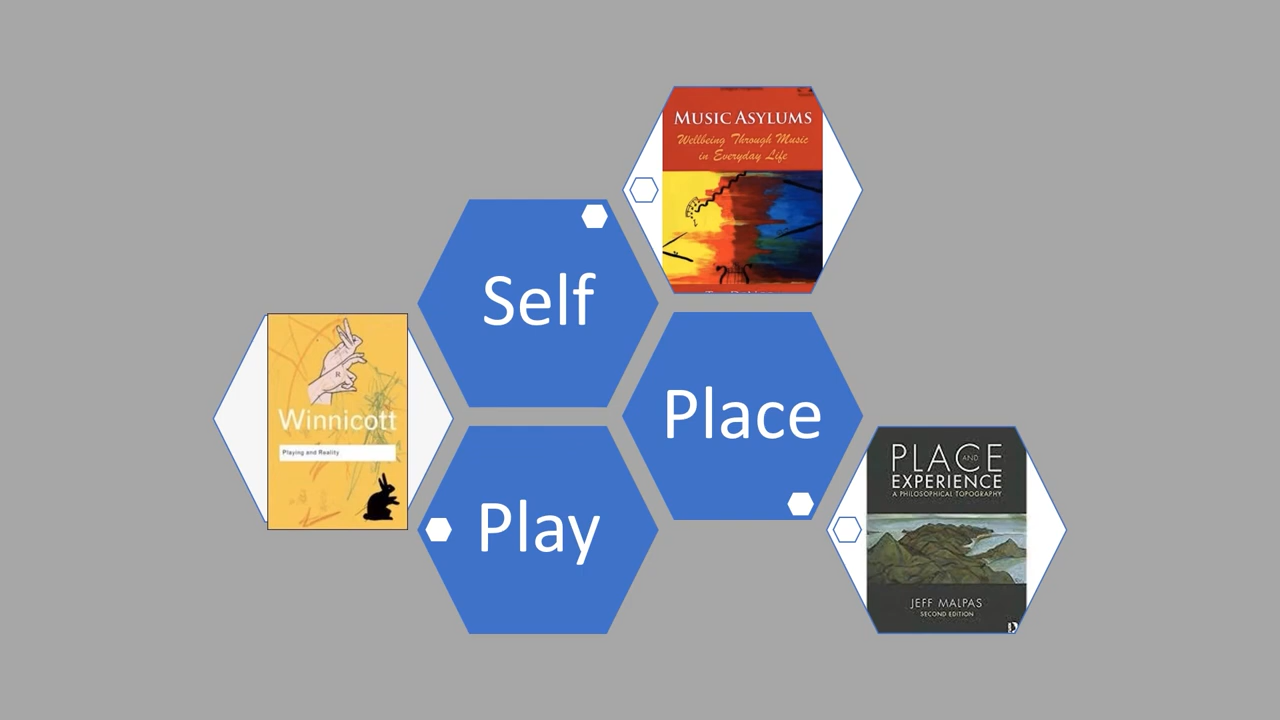 MUSIC ASYLUMS
Wellbeing Through Music
in Everyday Life
Self
Place
R
Winnicott
Playing and Reality
Play
PLACE
AND
EXPERIENCE
A PHILOSOPHICAL TOPOGRAPHY
JEFF MALPAS
SECOND EDITION